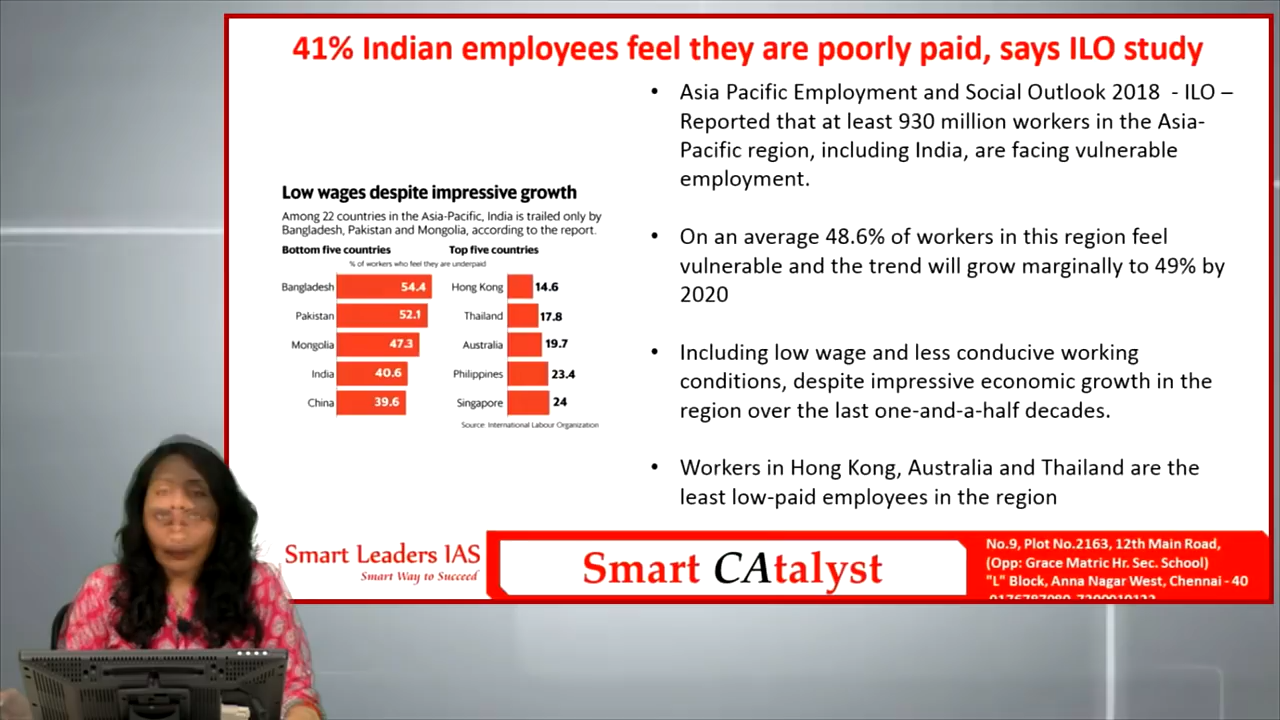 41% Indian employees feel they are poorly paid, says ILO study
Low wages despite impressive growth
Among 22 countries in the Asia-Pacific, India is trailed only by
Bangladesh, Pakistan and Mongolia, according to the report.
Bottom five countries
Top five countries
% of workers who feel they are underpaid
Bangladesh 54.4
Pakistan 52.1
Mongolia 47.3
India 40.6
China 39.6
Hong Kong 14.6
Thailand 17.8
Australia 19.7
Philippines 23.4
Singapore 24
Source: International Labour Organization
• Asia Pacific Employment and Social Outlook 2018 - ILO –
Reported that at least 930 million workers in the Asia-
Pacific region, including India, are facing vulnerable
employment.
• On an average 48.6% of workers in this region feel
vulnerable and the trend will grow marginally to 49% by
2020
• Including low wage and less conducive working
conditions, despite impressive economic growth in the
region over the last one-and-a-half decades.
• Workers in Hong Kong, Australia and Thailand are the
least low-paid employees in the region
Smart Leaders IAS
Smart Way to Succeed
Smart CAtalyst
No.9, Plot No.2163, 12th Main Road,
(Opp: Grace Matric Hr. Sec. School)
"L" Block, Anna Nagar West, Chennai - 40